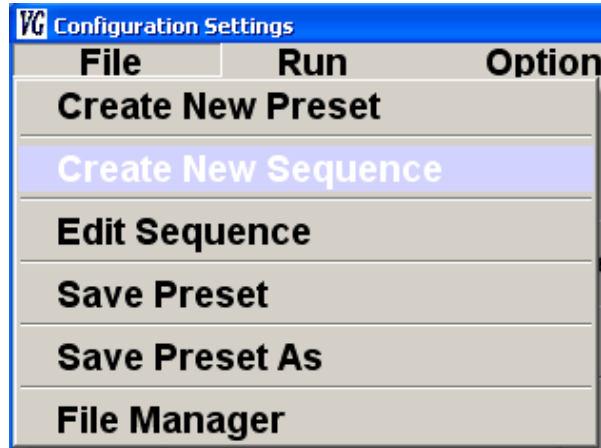 VG Configuration Settings
File Run Option
Create New Preset
Create New Sequence
Edit Sequence
Save Preset
Save Preset As
File Manager